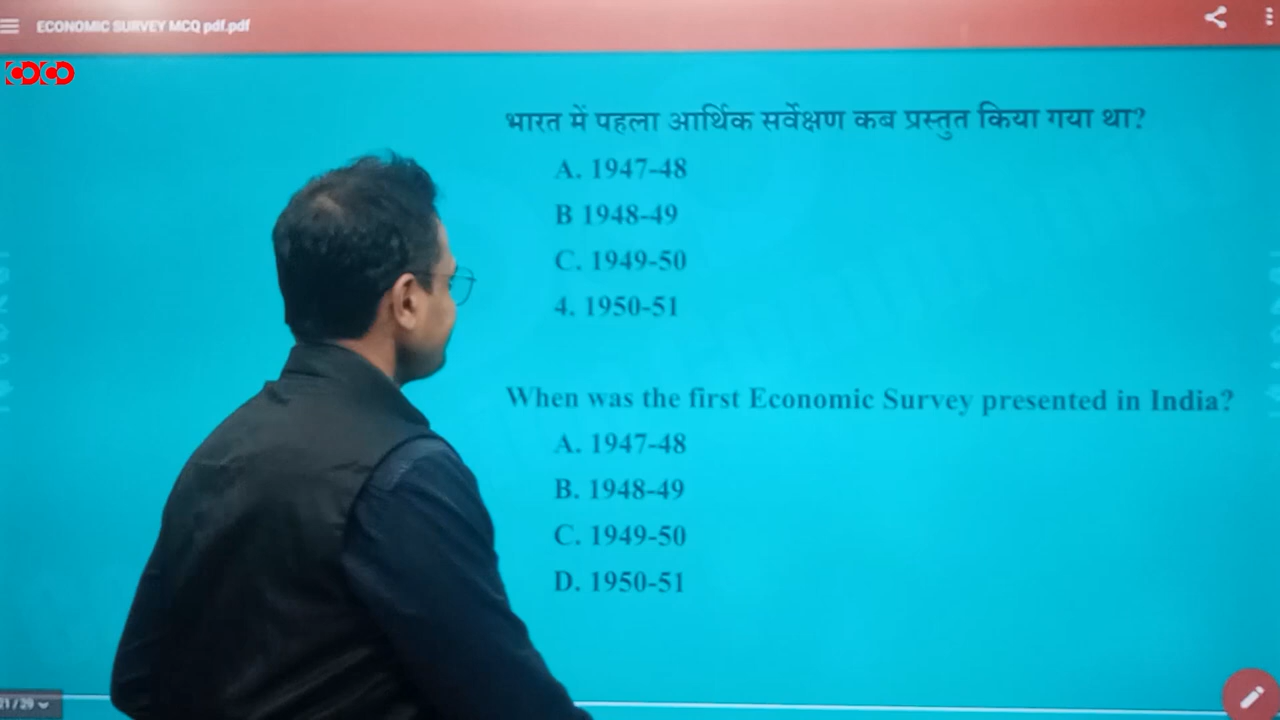 ECONOMIC SURVEY MCQ pdf.pdf
भारत में पहला आर्थिक सर्वेक्षण कब प्रस्तुत किया गया था?
A. 1947-48
B 1948-49
C. 1949-50
4. 1950-51
When was the first Economic Survey presented in India?
A. 1947-48
B. 1948-49
C. 1949-50
D. 1950-51
21/29